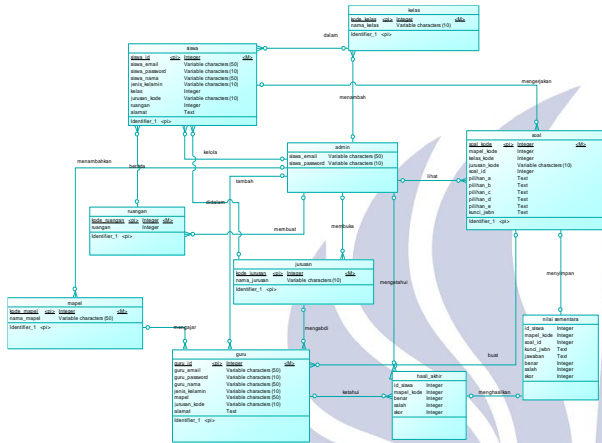 kelas
kode_kelas <pi> Integer <M>
nama_kelas Variable characters (10)
Identifier_1 <pi>
dalam
siswa
siswa_id <pi> Integer <M>
siswa_email Variable characters (50)
siswa_password Variable characters (10)
siswa_nama Variable characters (50)
jenis_kelamin Variable characters (10)
kelas Integer
jurusan_kode Variable characters (10)
ruangan Integer
alamat Text
Identifier_1 <pi>
mengerjakan
menambah
soal
soal_kode <pi> Integer <M>
mapel_kode Integer
kelas_kode Integer
jurusan_kode Variable characters (10)
soal_id Integer
pilihan_a Text
pilihan_b Text
pilihan_c Text
pilihan_d Text
pilihan_e Text
kunci_jabn Text
Identifier_1 <pi>
admin
siswa_email Variable characters (50)
siswa_password Variable characters (10)
kelola
menambahkan
berada
tambah
lihat
didalam
ruangan
kode_ruangan <pi> Integer <M>
ruangan Integer
Identifier_1 <pi>
membuat
membuka
menyimpan
jurusan
kode_jurusan <pi> Integer <M>
nama_jurusan Variable characters (10)
Identifier_1 <pi>
mengetahui
mapel
kode_mapel <pi> Integer <M>
nama_mapel Variable characters (50)
Identifier_1 <pi>
mengajar
mengabdi
nilai sementara
id_siswa Integer
mapel_kode Integer
soal_id Integer
kunci_jabn Text
jawaban Text
benar Integer
salah Integer
skor Integer
guru
guru_id <pi> Integer <M>
guru_email Variable characters (50)
guru_password Variable characters (10)
guru_nama Variable characters (50)
jenis_kelamin Variable characters (10)
mapel Variable characters (50)
jurusan_kode Variable characters (10)
alamat Text
Identifier_1 <pi>
buat
ketahui
hasil_akhir
id_siswa Integer
mapel_kode Integer
benar Integer
salah Integer
skor Integer
menghasilkan